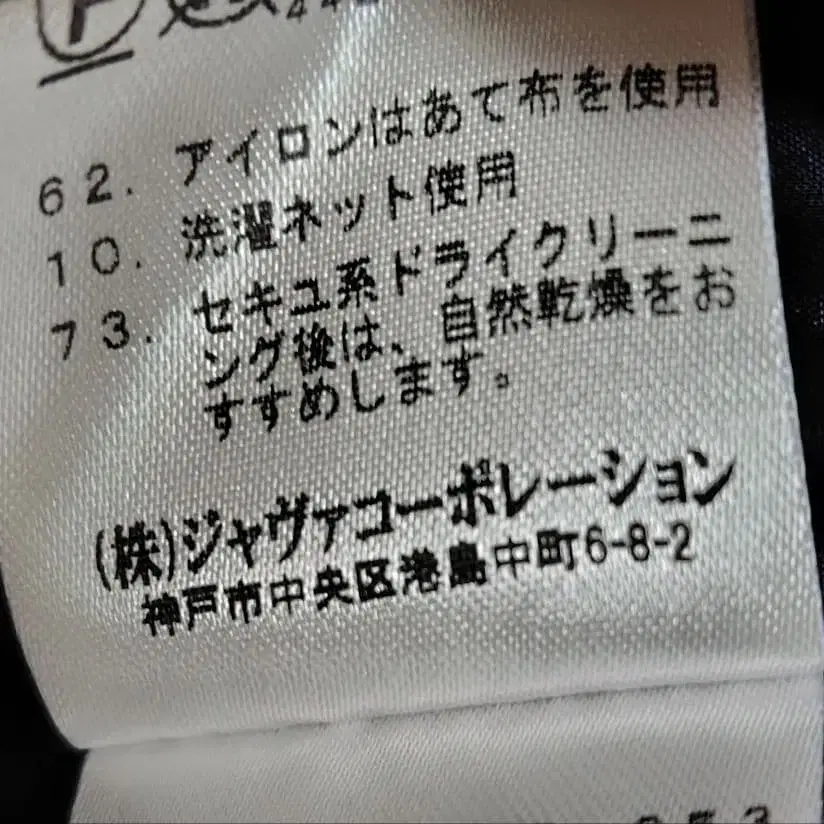 62. アイロンはあて布を使用
10. 洗濯ネット使用
73. セキユ系ドライクリーニ
ング後は、自然乾燥をお
すすめします。
(株)ジャヴァコーポレーション
神戸市中央区港島中町6-8-2